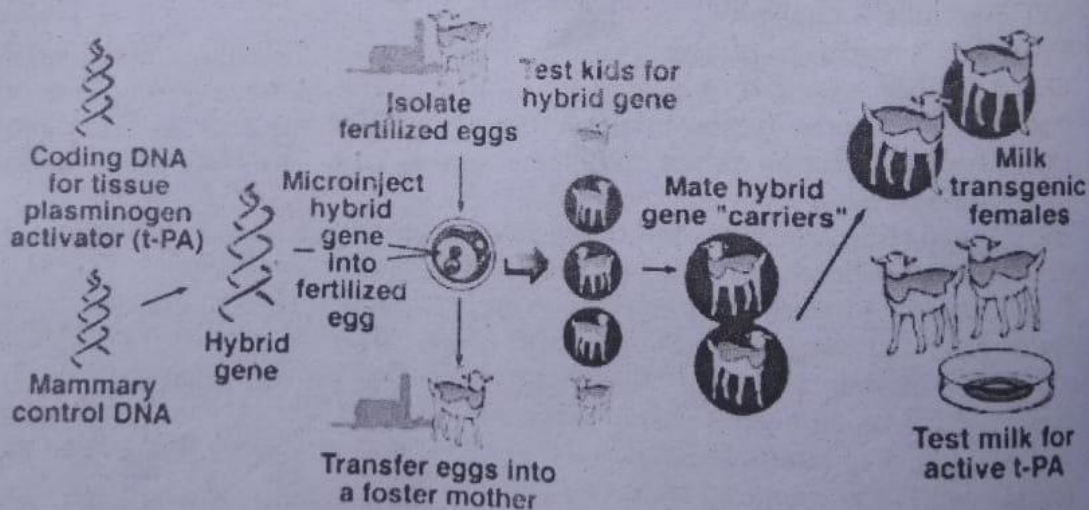 Coding DNA
for tissue
plasminogen
activator (t-PA)
Mammary
control DNA
Hybrid
gene
Isolate
fertilized eggs
Microinject
hybrid
gene
into
fertilized
egg
Transfer eggs into
a foster mother
Test kids for
hybrid gene
Mate hybrid
gene "carriers"
Milk
transgenic
females
Test milk for
active t-PA